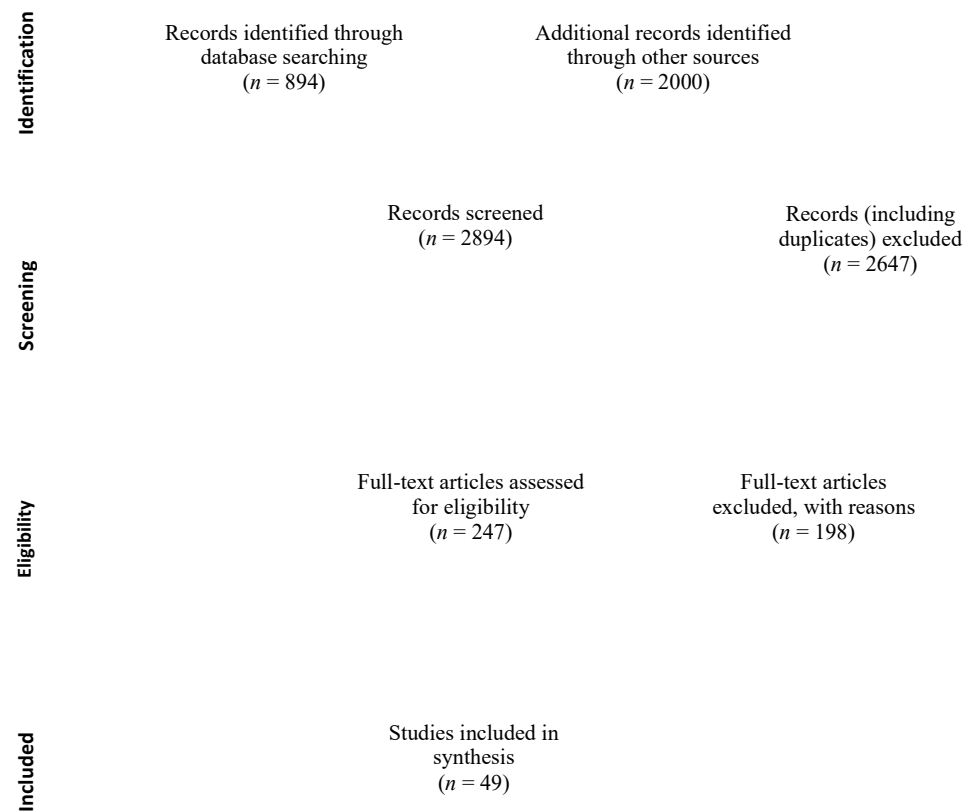 Identification
Records identified through
database searching
(n = 894)
Additional records identified
through other sources
(n = 2000)
Screening
Records screened
(n = 2894)
Records (including
duplicates) excluded
(n = 2647)
Eligibility
Full-text articles assessed
for eligibility
(n = 247)
Full-text articles
excluded, with reasons
(n = 198)
Included
Studies included in
synthesis
(n = 49)